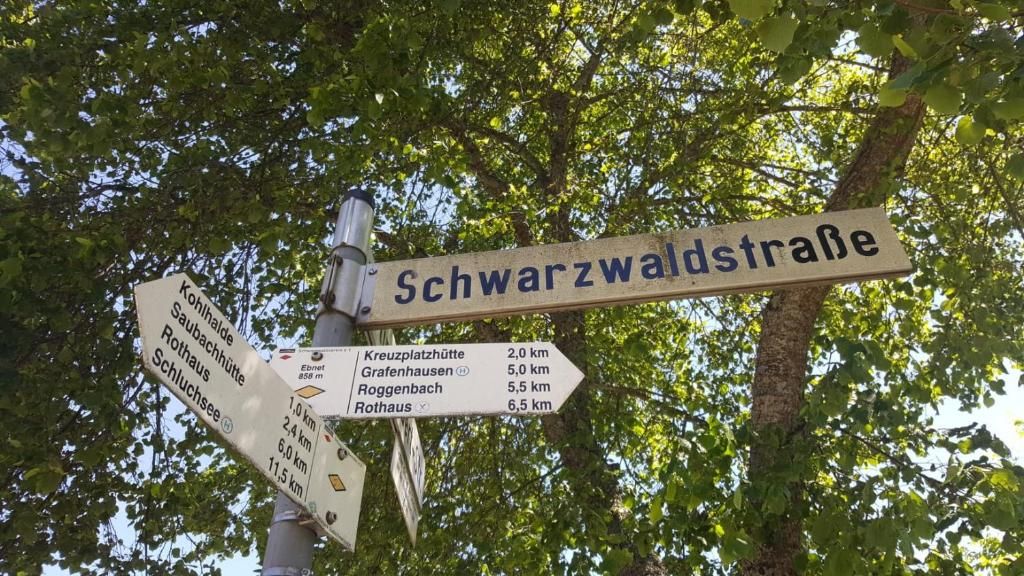 Schwarzwaldstraße
Schwarzwaldverein e.V.
Ebnet
858 m
Kreuzplatzhütte 2,0 km
Grafenhausen H 5,0 km
Roggenbach 5,5 km
Rothaus 6,5 km
Kohlhalde 1,0 km
Saubachhütte 2,4 km
Rothaus 6,0 km
Schluchsee H 11,5 km